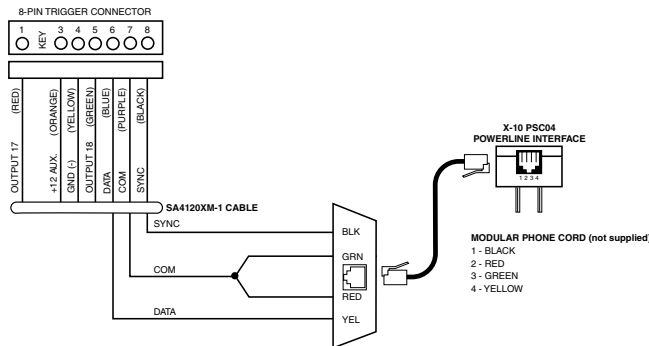 8-PIN TRIGGER CONNECTOR
1 KEY 3 4 5 6 7 8
(RED)
(ORANGE)
(YELLOW)
(GREEN)
(BLUE)
(PURPLE)
(BLACK)
OUTPUT 17
+12 AUX.
GND (-)
OUTPUT 18
DATA
COM
SYNC
SA4120XM-1 CABLE
SYNC
COM
DATA
BLK
GRN
RED
YEL
X-10 PSC04
POWERLINE INTERFACE
1 2 3 4
MODULAR PHONE CORD (not supplied)
1 - BLACK
2 - RED
3 - GREEN
4 - YELLOW